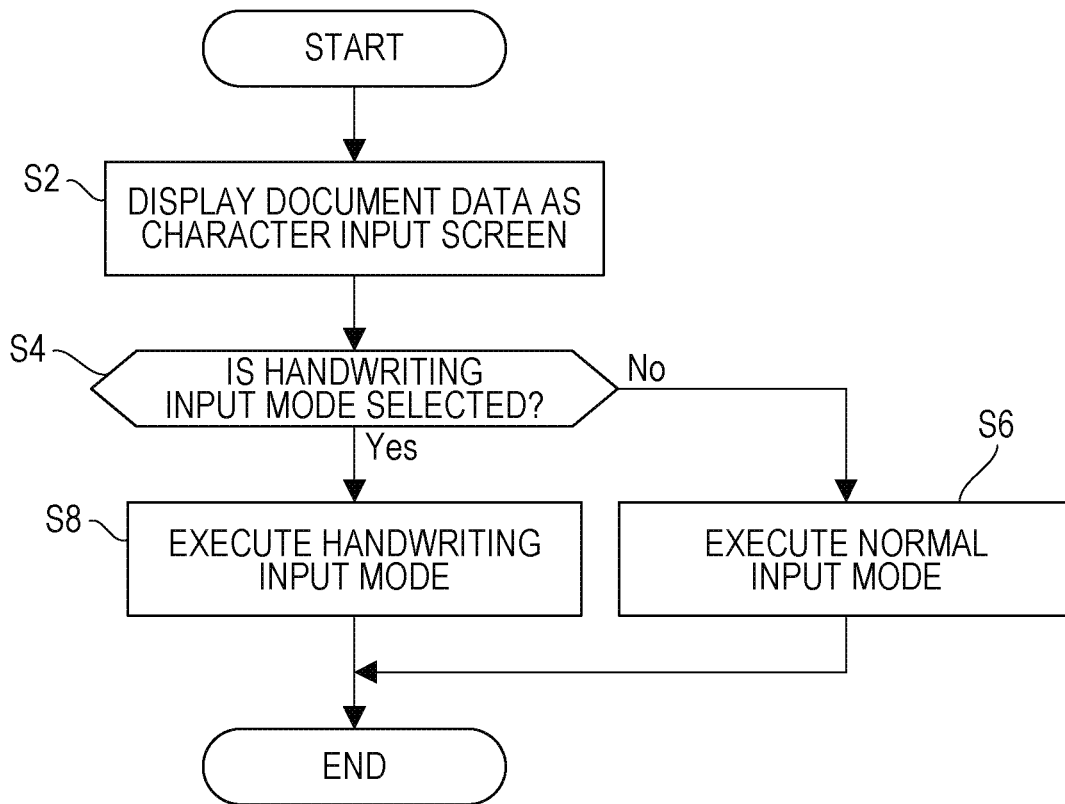 START
S2
DISPLAY DOCUMENT DATA AS
CHARACTER INPUT SCREEN
S4
IS HANDWRITING
INPUT MODE SELECTED?
No
Yes
S6
S8
EXECUTE HANDWRITING
INPUT MODE
EXECUTE NORMAL
INPUT MODE
END